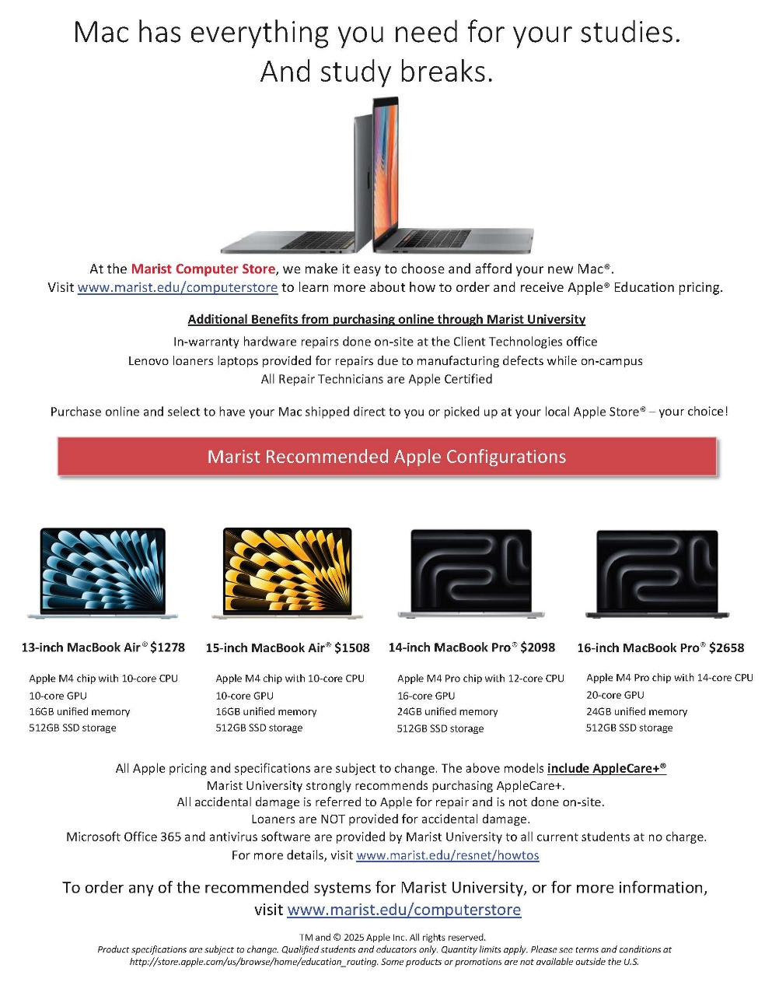 Mac has everything you need for your studies.
And study breaks.
At the Marist Computer Store, we make it easy to choose and afford your new Mac®.
Visit www.marist.edu/computerstore to learn more about how to order and receive Apple® Education pricing.
Additional Benefits from purchasing online through Marist University
In-warranty hardware repairs done on-site at the Client Technologies office
Lenovo loaners laptops provided for repairs due to manufacturing defects while on-campus
All Repair Technicians are Apple Certified
Purchase online and select to have your Mac shipped direct to you or picked up at your local Apple Store® – your choice!
Marist Recommended Apple Configurations
13-inch MacBook Air® $1278
Apple M4 chip with 10-core CPU
10-core GPU
16GB unified memory
512GB SSD storage
15-inch MacBook Air® $1508
Apple M4 chip with 10-core CPU
10-core GPU
16GB unified memory
512GB SSD storage
14-inch MacBook Pro® $2098
Apple M4 Pro chip with 12-core CPU
16-core GPU
24GB unified memory
512GB SSD storage
16-inch MacBook Pro® $2658
Apple M4 Pro chip with 14-core CPU
20-core GPU
24GB unified memory
512GB SSD storage
All Apple pricing and specifications are subject to change. The above models include AppleCare+®
Marist University strongly recommends purchasing AppleCare+.
All accidental damage is referred to Apple for repair and is not done on-site.
Loaners are NOT provided for accidental damage.
Microsoft Office 365 and antivirus software are provided by Marist University to all current students at no charge.
For more details, visit www.marist.edu/resnet/howtos
To order any of the recommended systems for Marist University, or for more information,
visit www.marist.edu/computerstore
TM and © 2025 Apple Inc. All rights reserved.
Product specifications are subject to change. Qualified students and educators only. Quantity limits apply. Please see terms and conditions at
http://store.apple.com/us/browse/home/education_routing. Some products or promotions are not available outside the U.S.